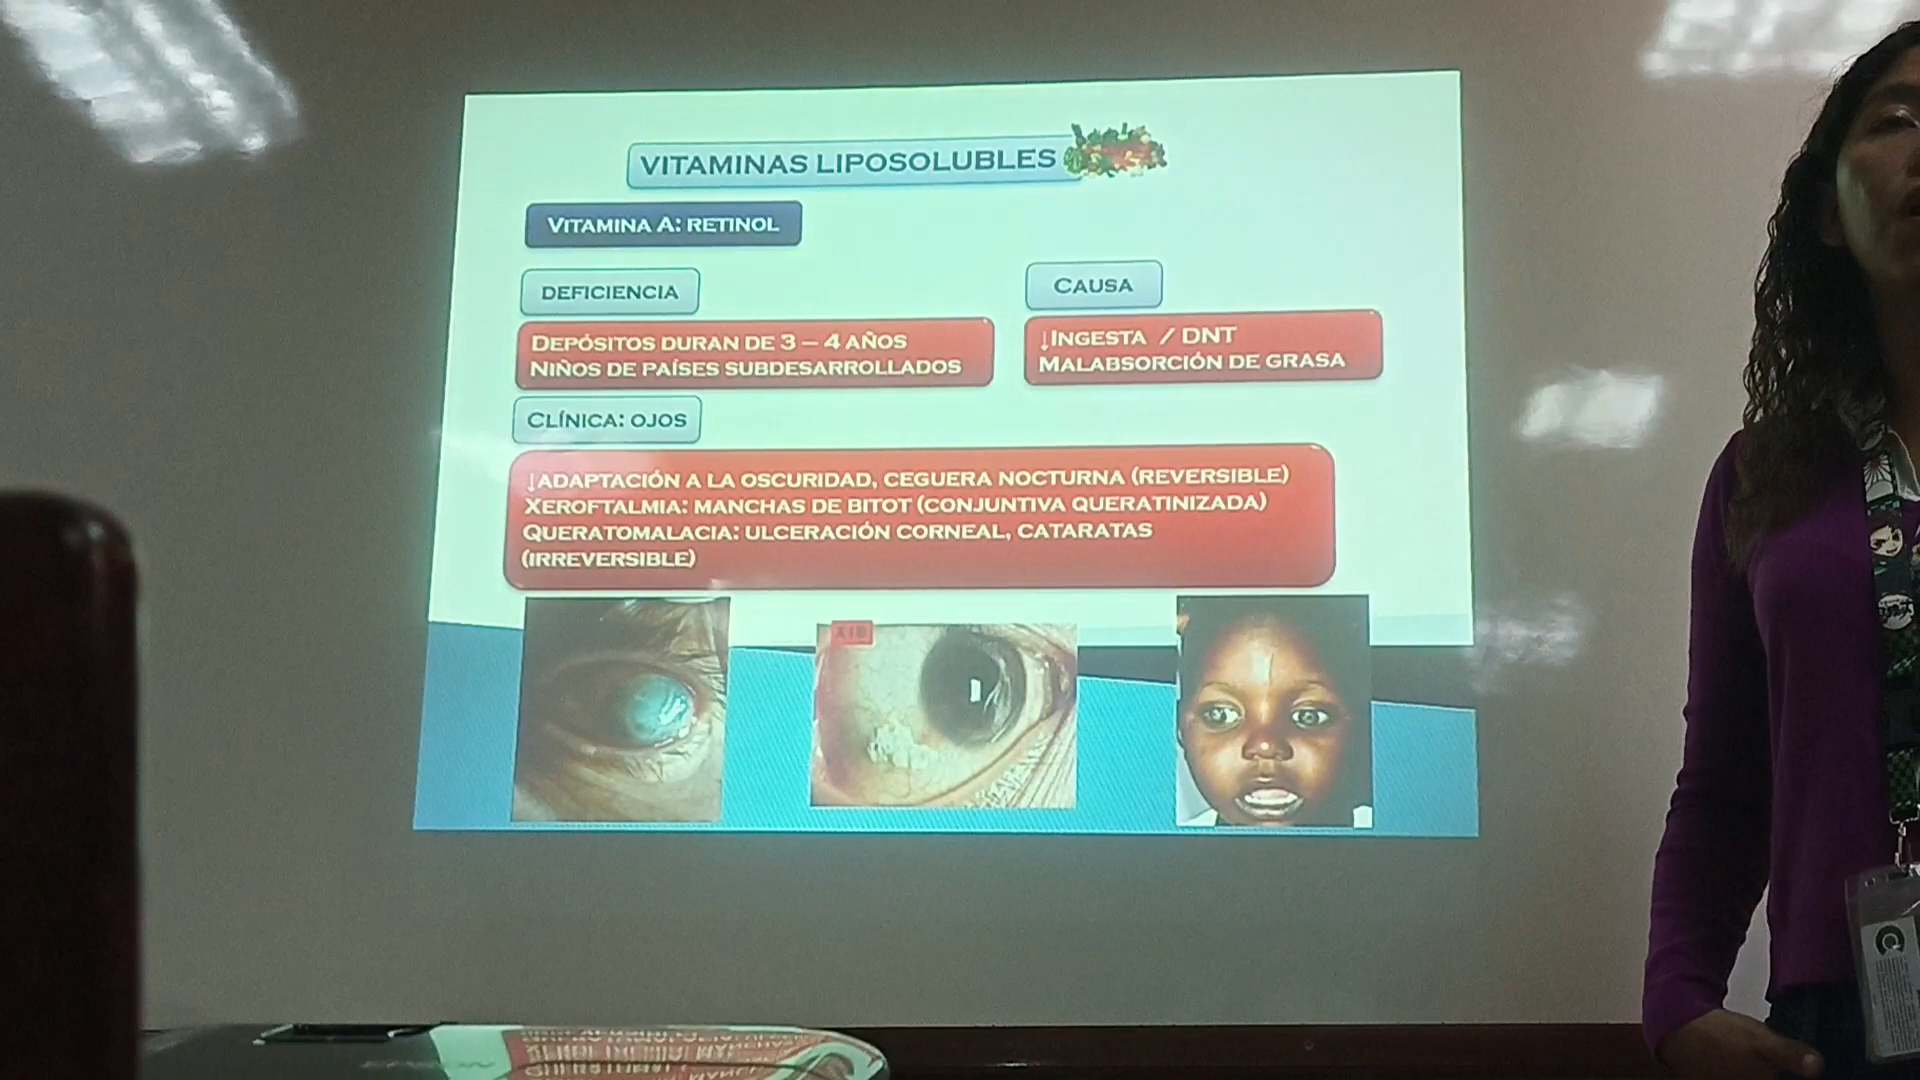 VITAMINAS LIPOSOLUBLES
VITAMINA A: RETINOL
DEFICIENCIA
CAUSA
DEPÓSITOS DURAN DE 3 – 4 AÑOS
NIÑOS DE PAÍSES SUBDESARROLLADOS
↓INGESTA / DNT
MALABSORCIÓN DE GRASA
CLÍNICA: OJOS
↓ADAPTACIÓN A LA OSCURIDAD, CEGUERA NOCTURNA (REVERSIBLE)
XEROFTALMIA: MANCHAS DE BITOT (CONJUNTIVA QUERATINIZADA)
QUERATOMALACIA: ULCERACIÓN CORNEAL, CATARATAS
(IRREVERSIBLE)
X1B